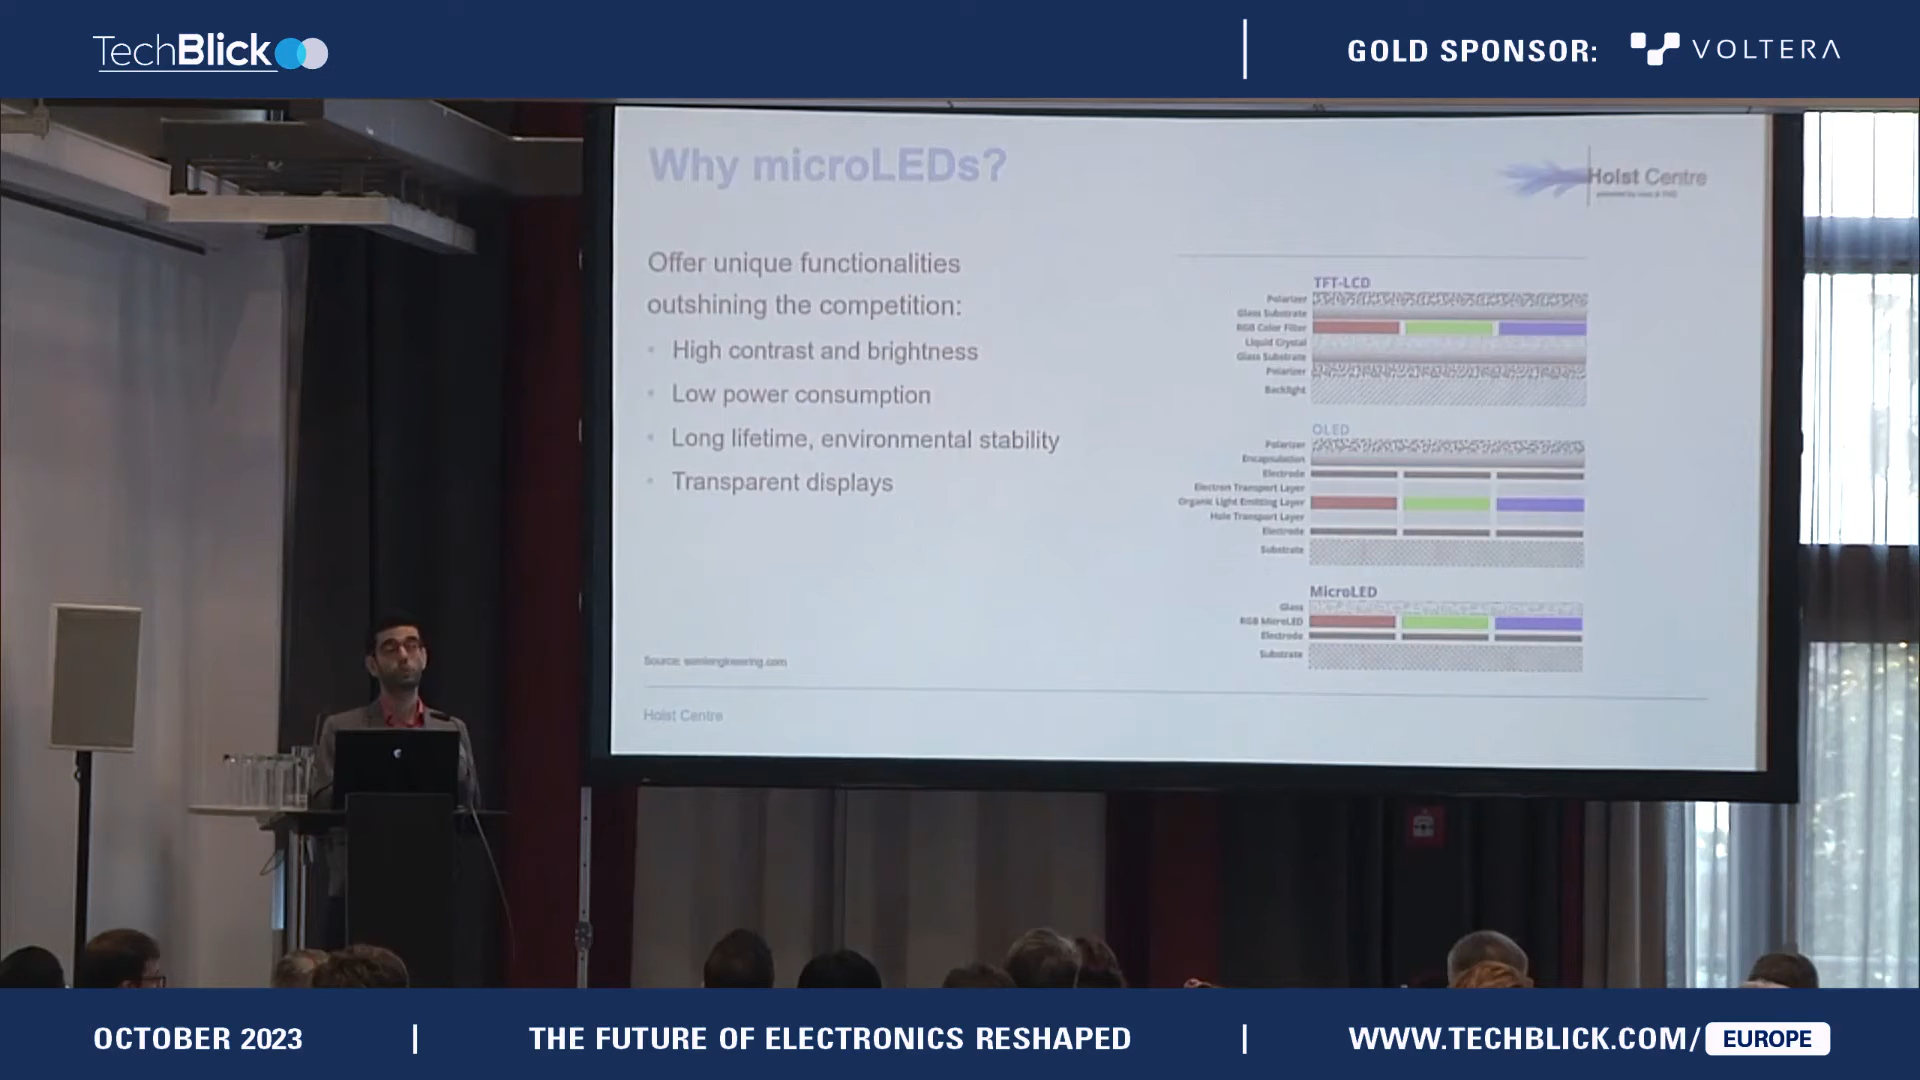 TechBlick
GOLD SPONSOR:
VOLTERA
Why microLEDs?
Holst Centre
Offer unique functionalities
outshining the competition:
• High contrast and brightness
• Low power consumption
• Long lifetime, environmental stability
• Transparent displays
Source: semiengineering.com
Holst Centre
TFT-LCD
Polarizer
Glass Substrate
RGB Color Filter
Liquid Crystal
Glass Substrate
Polarizer
Backlight
OLED
Polarizer
Encapsulation
Electrode
Electron Transport Layer
Organic Light Emitting Layer
Hole Transport Layer
Electrode
Substrate
MicroLED
Glass
RGB MicroLED
Electrode
Substrate
OCTOBER 2023
THE FUTURE OF ELECTRONICS RESHAPED
WWW.TECHBLICK.COM/EUROPE